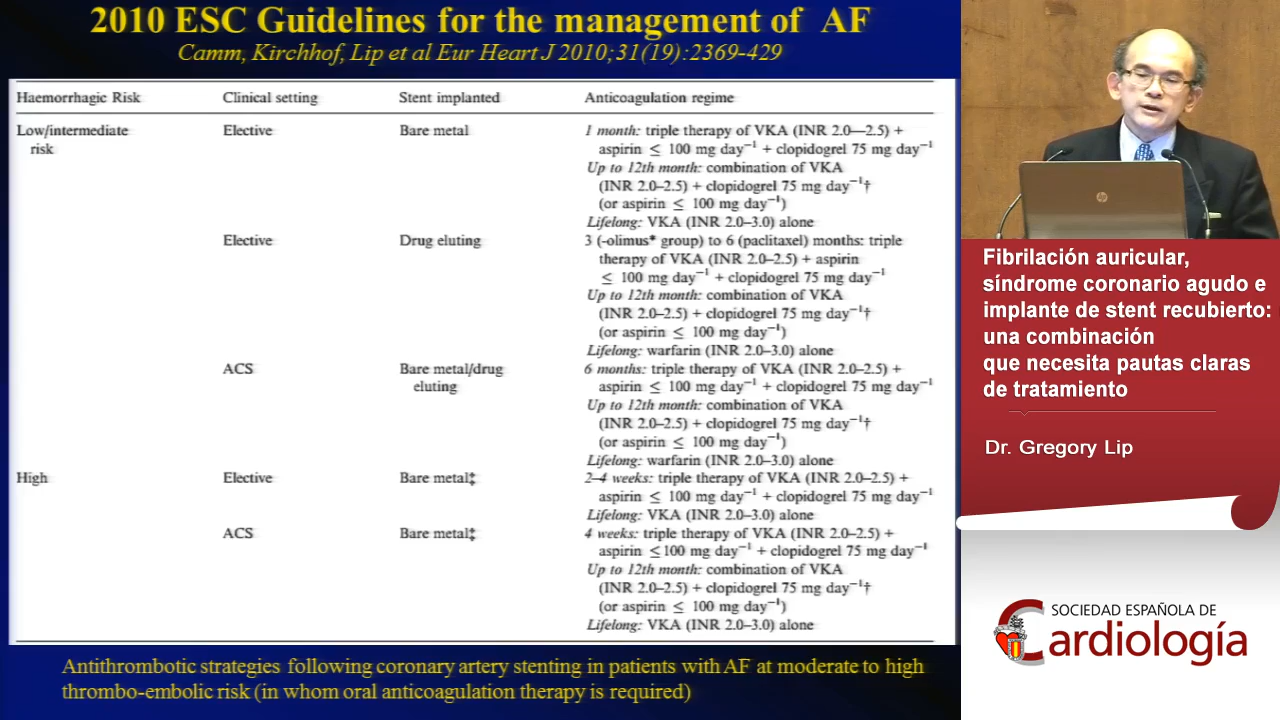 2010 ESC Guidelines for the management of AF
Camm, Kirchhof, Lip et al Eur Heart J 2010;31(19):2369-429
Haemorrhagic Risk Clinical setting Stent implanted Anticoagulation regime
Low/intermediate Elective Bare metal 1 month: triple therapy of VKA (INR 2.0–2.5) +
risk aspirin ≤ 100 mg day⁻¹ + clopidogrel 75 mg day⁻¹
Up to 12th month: combination of VKA
(INR 2.0–2.5) + clopidogrel 75 mg day⁻¹†
(or aspirin ≤ 100 mg day⁻¹)
Lifelong: VKA (INR 2.0–3.0) alone
Elective Drug eluting 3 (-olimus* group) to 6 (paclitaxel) months: triple
therapy of VKA (INR 2.0–2.5) + aspirin
≤ 100 mg day⁻¹ + clopidogrel 75 mg day⁻¹
Up to 12th month: combination of VKA
(INR 2.0–2.5) + clopidogrel 75 mg day⁻¹†
(or aspirin ≤ 100 mg day⁻¹)
Lifelong: warfarin (INR 2.0–3.0) alone
ACS Bare metal/drug 6 months: triple therapy of VKA (INR 2.0–2.5) +
eluting aspirin ≤ 100 mg day⁻¹ + clopidogrel 75 mg day⁻¹
Up to 12th month: combination of VKA
(INR 2.0–2.5) + clopidogrel 75 mg day⁻¹†
(or aspirin ≤ 100 mg day⁻¹)
Lifelong: warfarin (INR 2.0–3.0) alone
High Elective Bare metal‡ 2–4 weeks: triple therapy of VKA (INR 2.0–2.5) +
aspirin ≤ 100 mg day⁻¹ + clopidogrel 75 mg day⁻¹
Lifelong: VKA (INR 2.0–3.0) alone
ACS Bare metal‡ 4 weeks: triple therapy of VKA (INR 2.0–2.5) +
aspirin ≤100 mg day⁻¹ + clopidogrel 75 mg day⁻¹
Up to 12th month: combination of VKA
(INR 2.0–2.5) + clopidogrel 75 mg day⁻¹†
(or aspirin ≤ 100 mg day⁻¹)
Lifelong: VKA (INR 2.0–3.0) alone
Antithrombotic strategies following coronary artery stenting in patients with AF at moderate to high
thrombo-embolic risk (in whom oral anticoagulation therapy is required)
hp
Fibrilación auricular,
síndrome coronario agudo e
implante de stent recubierto:
una combinación
que necesita pautas claras
de tratamiento
Dr. Gregory Lip
SOCIEDAD ESPAÑOLA DE
Cardiología